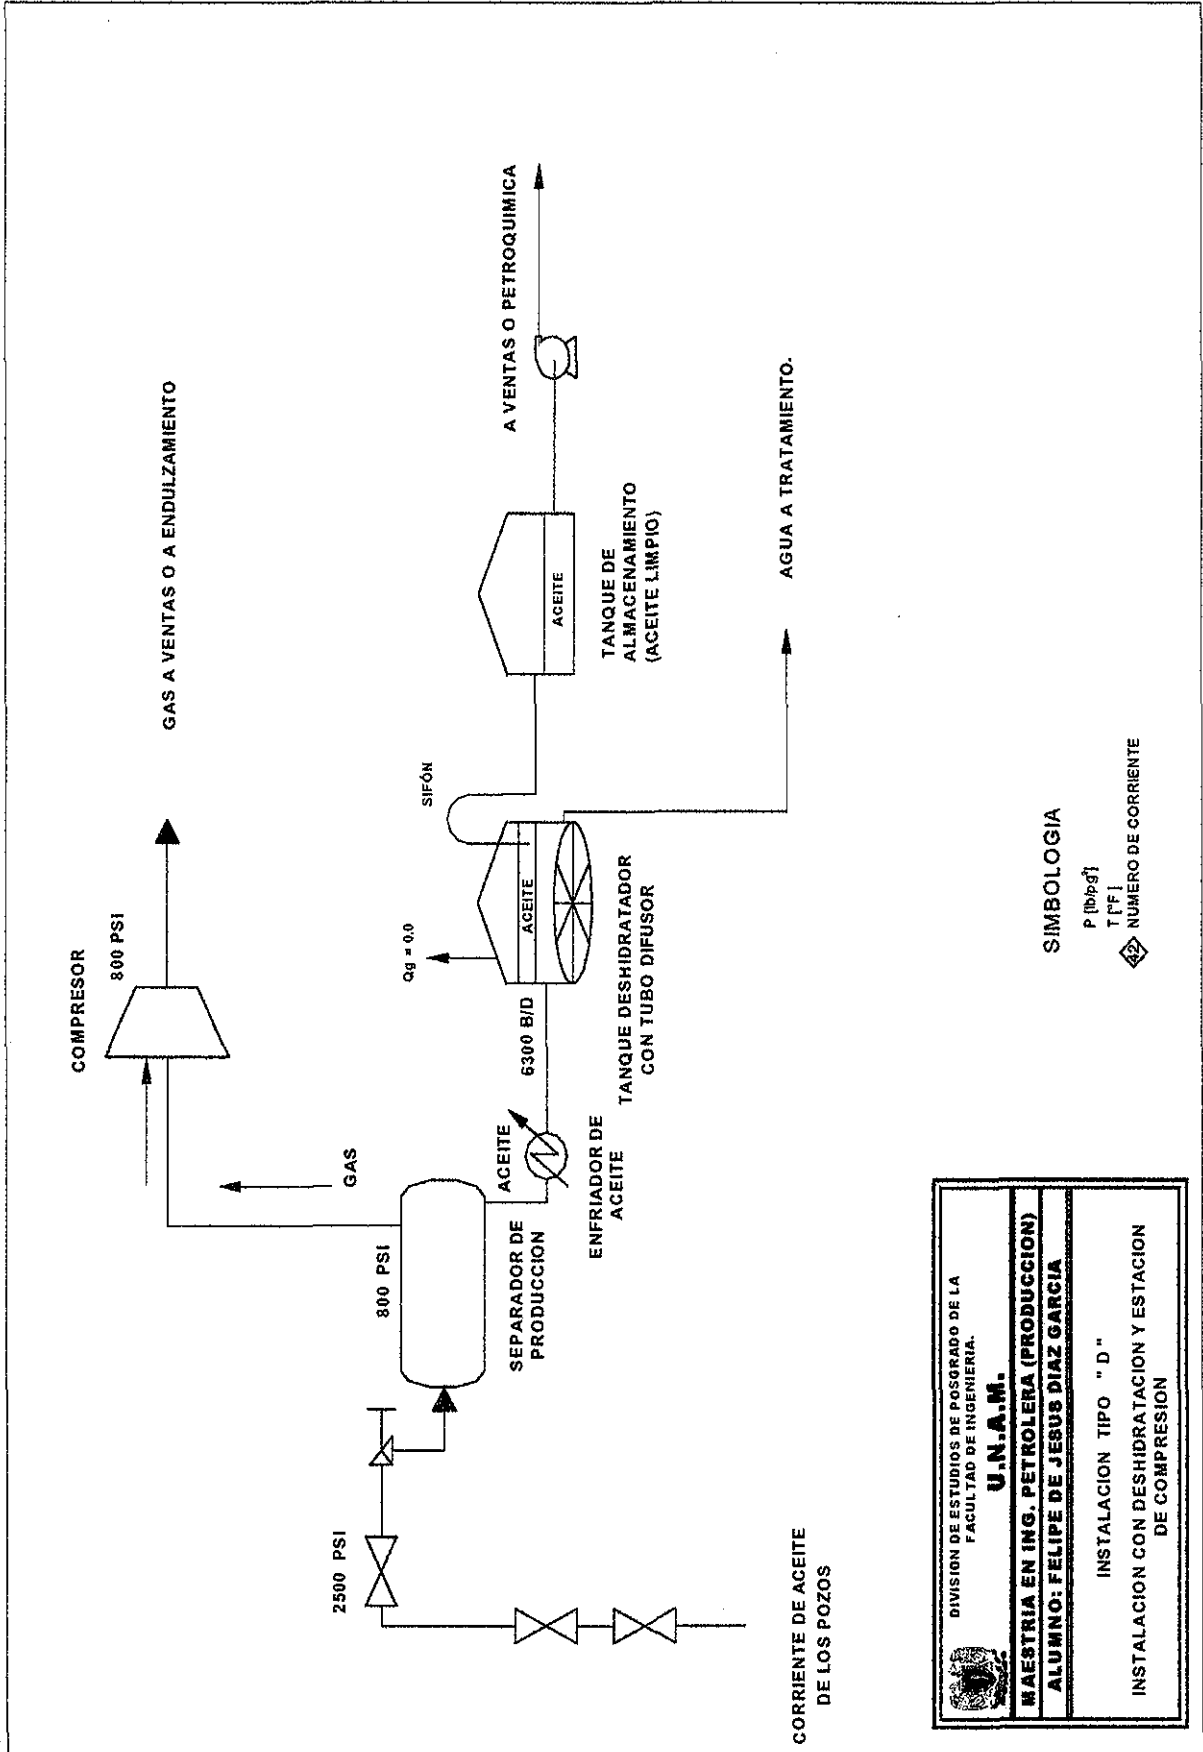 COMPRESOR
800 PSI
GAS A VENTAS O A ENDULZAMIENTO
GAS
2500 PSI
800 PSI
SEPARADOR DE
PRODUCCION
ACEITE
ENFRIADOR DE
ACEITE
6300 B/D
Qg = 0.0
SIFÓN
ACEITE
TANQUE DESHIDRATADOR
CON TUBO DIFUSOR
ACEITE
TANQUE DE
ALMACENAMIENTO
(ACEITE LIMPIO)
A VENTAS O PETROQUIMICA
AGUA A TRATAMIENTO.
CORRIENTE DE ACEITE
DE LOS POZOS
SIMBOLOGIA
P [lb/pg²]
T [°F]
42 NUMERO DE CORRIENTE
DIVISION DE ESTUDIOS DE POSGRADO DE LA
FACULTAD DE INGENIERIA.
U.N.A.M.
MAESTRIA EN ING. PETROLERA (PRODUCCION)
ALUMNO: FELIPE DE JESUS DIAZ GARCIA
INSTALACION TIPO " D "
INSTALACION CON DESHIDRATACION Y ESTACION
DE COMPRESION